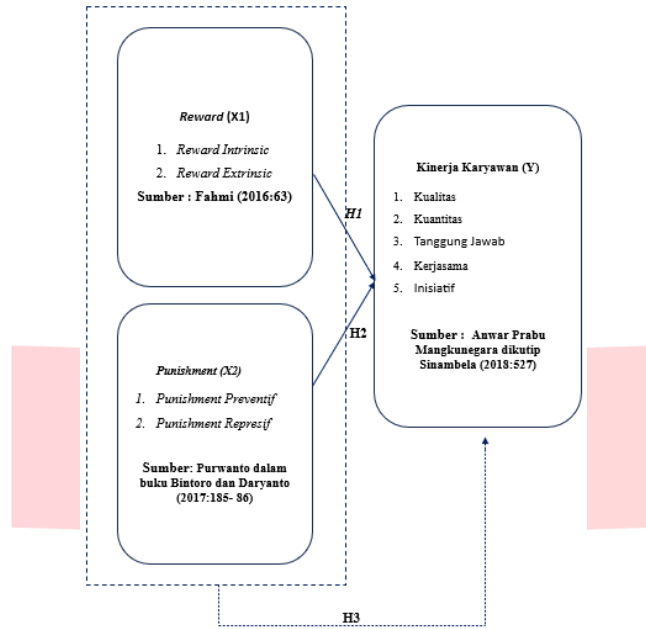 Reward (X1)
1. Reward Intrinsic
2. Reward Extrinsic
Sumber : Fahmi (2016:63)
H1
Kinerja Karyawan (Y)
1. Kualitas
2. Kuantitas
3. Tanggung Jawab
4. Kerjasama
5. Inisiatif
Sumber : Anwar Prabu
Mangkunegara dikutip
Sinambela (2018:527)
H2
Punishment (X2)
1. Punishment Preventif
2. Punishment Represif
Sumber: Purwanto dalam
buku Bintoro dan Daryanto
(2017:185- 86)
H3